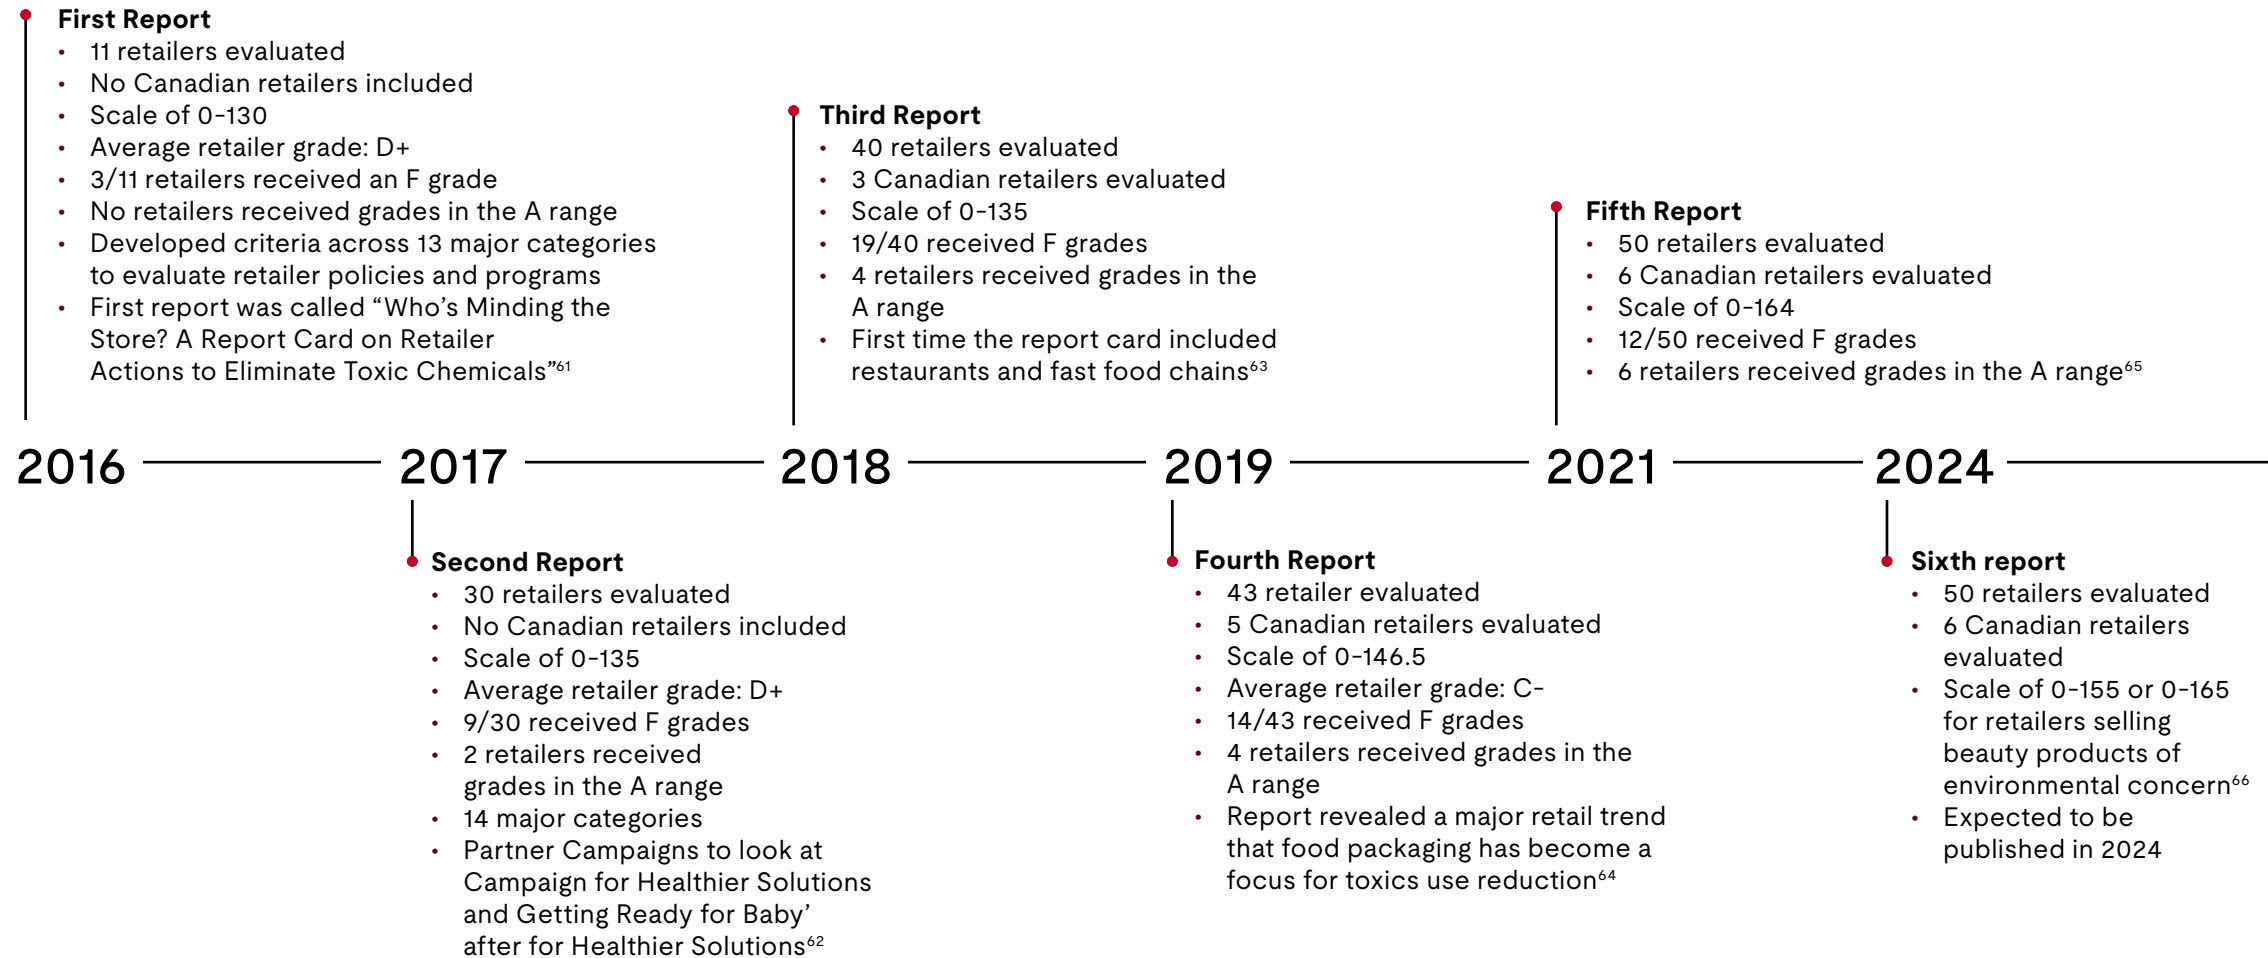 First Report
• 11 retailers evaluated
• No Canadian retailers included
• Scale of 0-130
• Average retailer grade: D+
• 3/11 retailers received an F grade
• No retailers received grades in the A range
• Developed criteria across 13 major categories
to evaluate retailer policies and programs
• First report was called “Who’s Minding the
Store? A Report Card on Retailer
Actions to Eliminate Toxic Chemicals”⁶¹
Third Report
• 40 retailers evaluated
• 3 Canadian retailers evaluated
• Scale of 0-135
• 19/40 received F grades
• 4 retailers received grades in the
A range
• First time the report card included
restaurants and fast food chains⁶³
Fifth Report
• 50 retailers evaluated
• 6 Canadian retailers evaluated
• Scale of 0-164
• 12/50 received F grades
• 6 retailers received grades in the A range⁶⁵
2016 2017 2018 2019 2021 2024
Second Report
• 30 retailers evaluated
• No Canadian retailers included
• Scale of 0-135
• Average retailer grade: D+
• 9/30 received F grades
• 2 retailers received
grades in the A range
• 14 major categories
• Partner Campaigns to look at
Campaign for Healthier Solutions
and Getting Ready for Baby’
after for Healthier Solutions⁶²
Fourth Report
• 43 retailer evaluated
• 5 Canadian retailers evaluated
• Scale of 0-146.5
• Average retailer grade: C-
• 14/43 received F grades
• 4 retailers received grades in the
A range
• Report revealed a major retail trend
that food packaging has become a
focus for toxics use reduction⁶⁴
Sixth report
• 50 retailers evaluated
• 6 Canadian retailers
evaluated
• Scale of 0-155 or 0-165
for retailers selling
beauty products of
environmental concern⁶⁶
• Expected to be
published in 2024